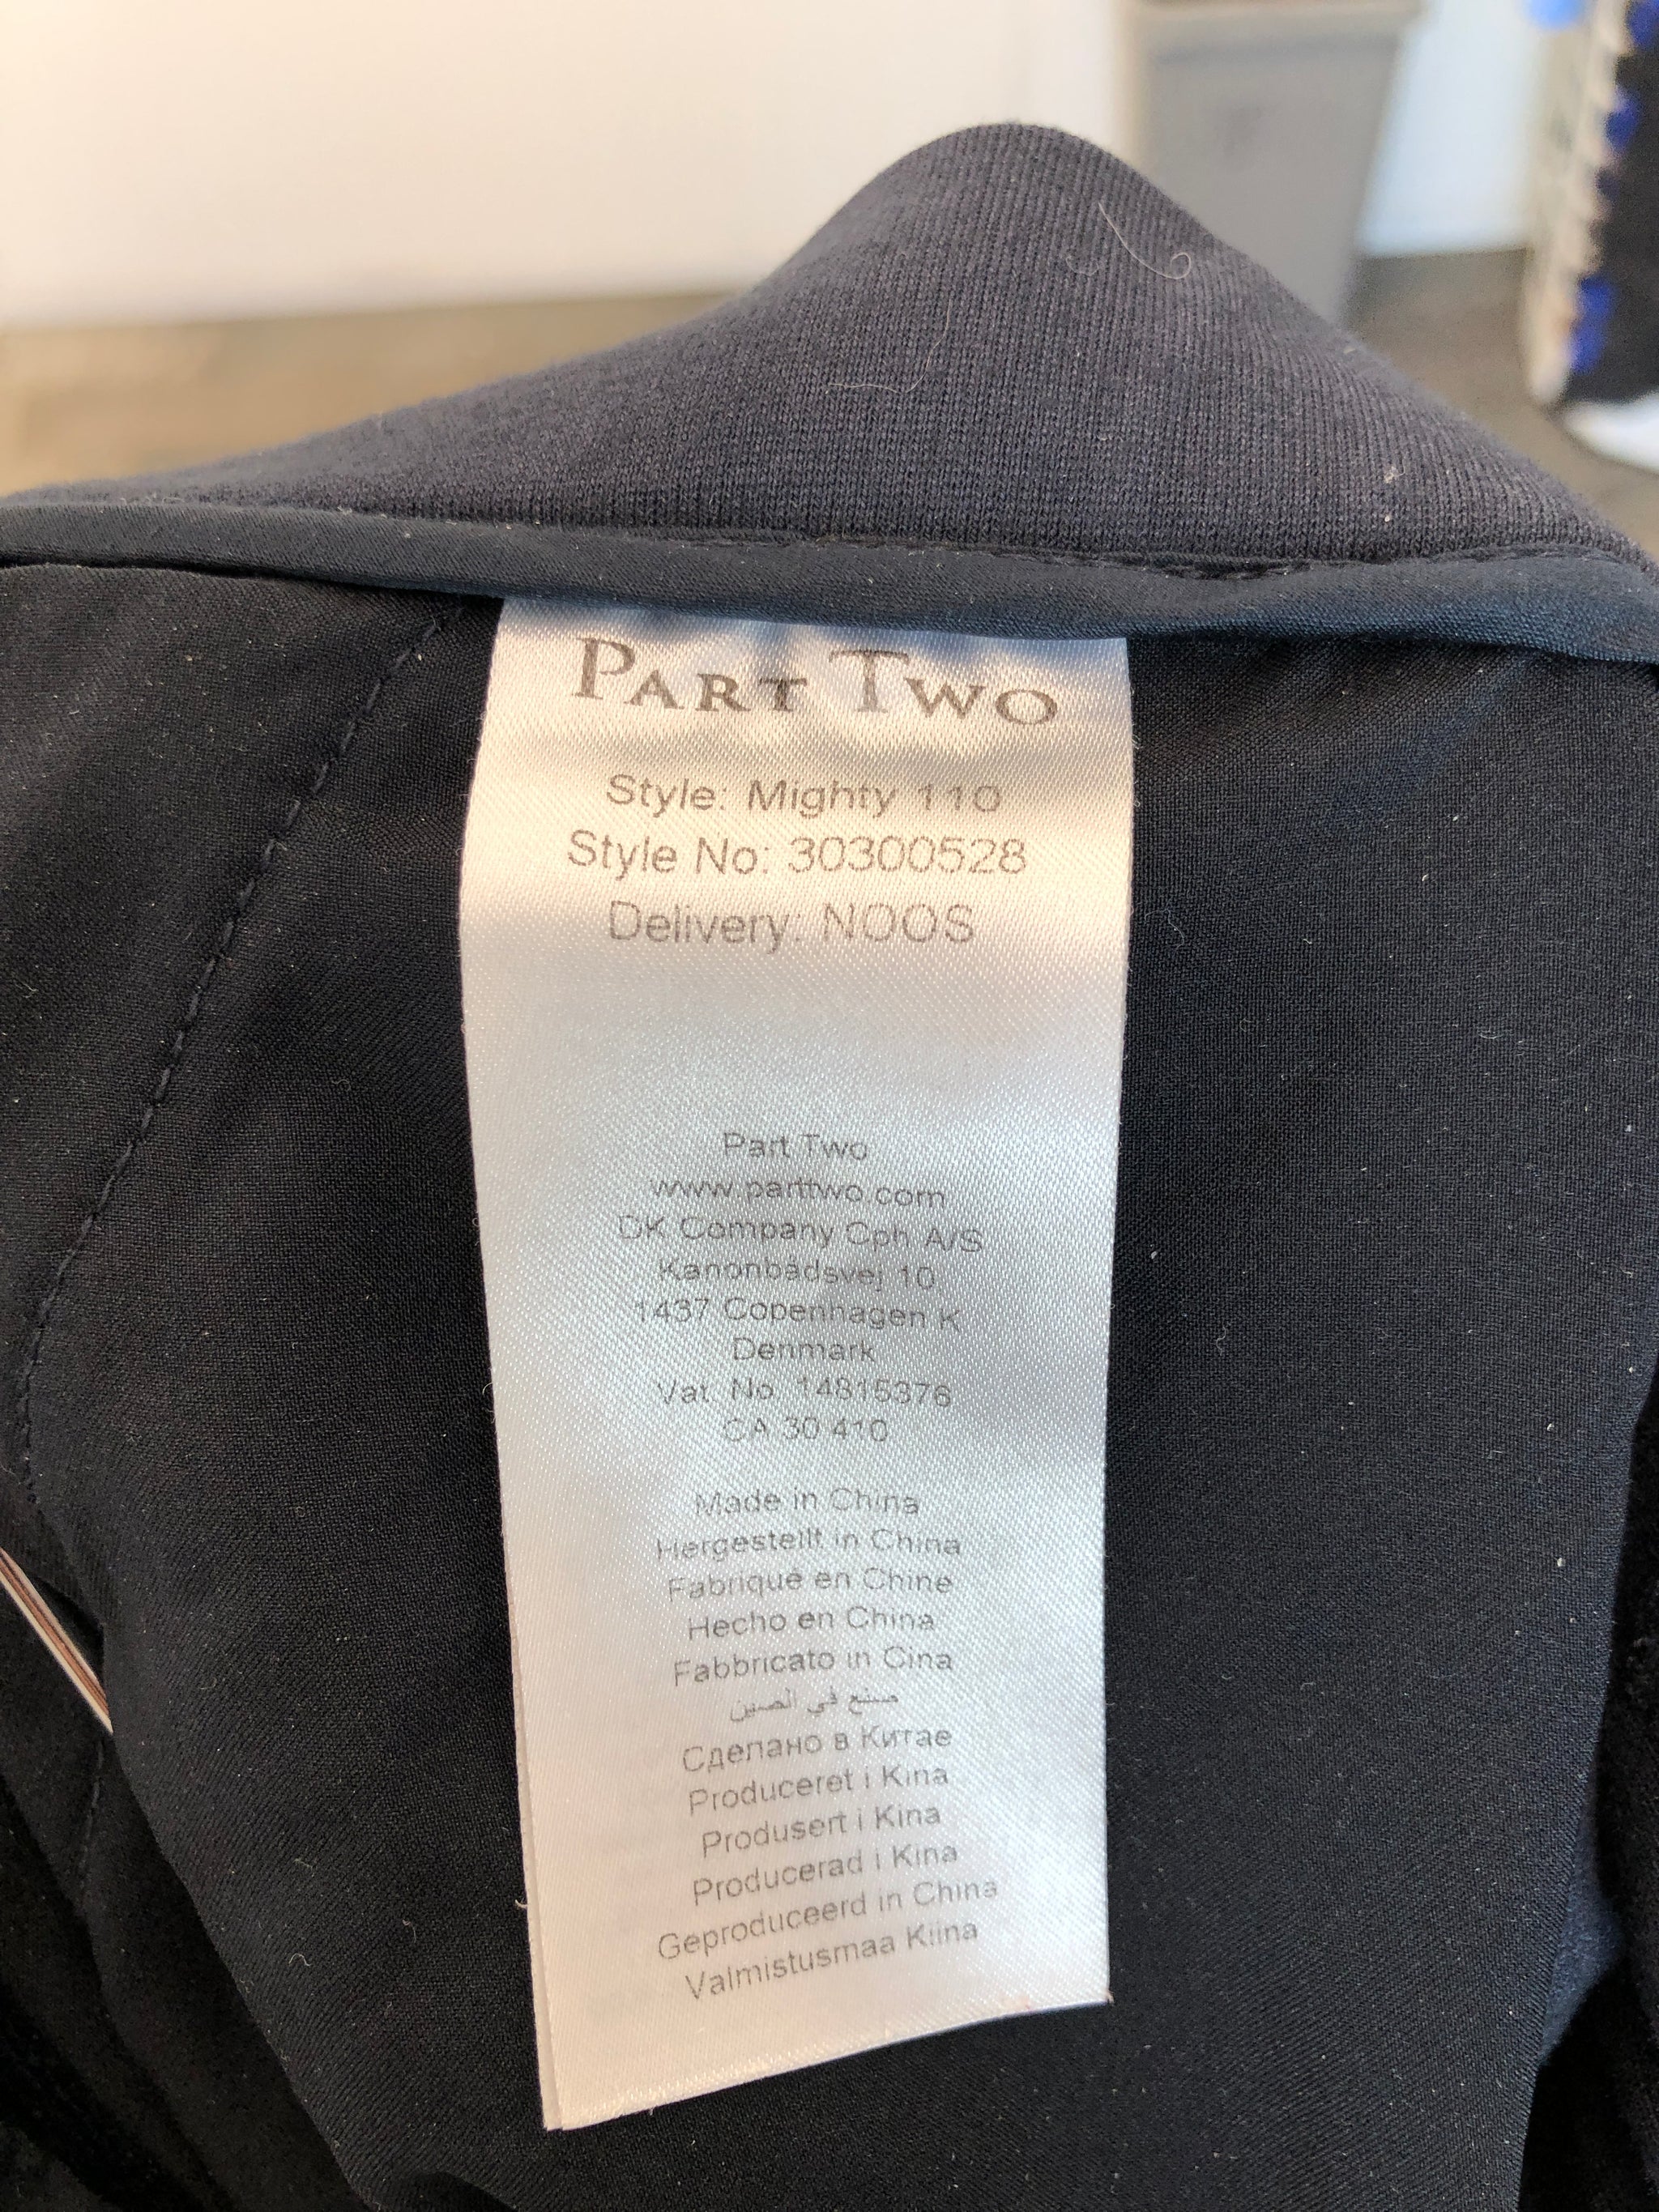 PART TWO
Style: Mighty 110
Style No: 30300528
Delivery: NOOS
Part Two
www.parttwo.com
DK Company Cph A/S
Kanonbådsvej 10
1437 Copenhagen K
Denmark
Vat. No. 14815376
CA 30 410
Made in China
Hergestellt in China
Fabrique en Chine
Hecho en China
Fabbricato in Cina
صنع في الصين
Сделано в Китае
Produceret i Kina
Produsert i Kina
Producerad i Kina
Geproduceerd in China
Valmistusmaa Kiina